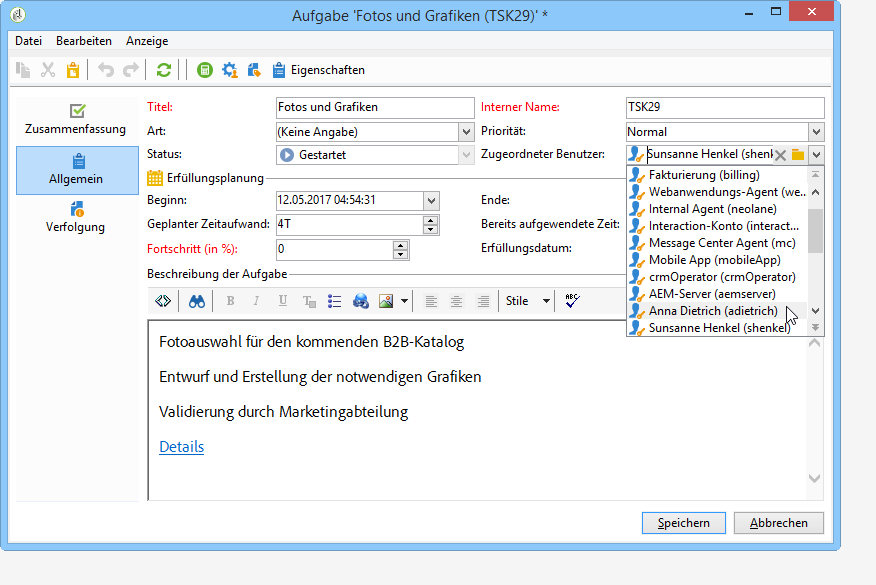 Aufgabe 'Fotos und Grafiken (TSK29)' *
Datei Bearbeiten Anzeige
Eigenschaften
Zusammenfassung
Allgemein
Verfolgung
Titel: Fotos und Grafiken Interner Name: TSK29
Art: (Keine Angabe) Priorität: Normal
Status: Gestartet Zugeordneter Benutzer: Sunsanne Henkel (shenl
Erfüllungsplanung
Beginn: 12.05.2017 04:54:31 Ende:
Geplanter Zeitaufwand: 4T Bereits aufgewendete Zeit:
Fortschritt (in %): 0 Erfüllungsdatum:
Fakturierung (billing)
Webanwendungs-Agent (we...
Internal Agent (neolane)
Interaction-Konto (interact...
Message Center Agent (mc)
Mobile App (mobileApp)
crmOperator (crmOperator)
AEM-Server (aemserver)
Anna Dietrich (adietrich)
Sunsanne Henkel (shenkel)
Beschreibung der Aufgabe
B I U T Stile ABC
Fotoauswahl für den kommenden B2B-Katalog
Entwurf und Erstellung der notwendigen Grafiken
Validierung durch Marketingabteilung
Details
Speichern Abbrechen